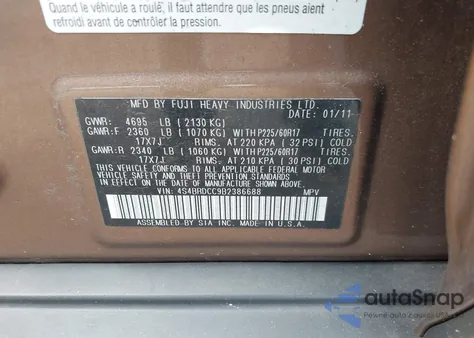 Quand le véhicule a roulé, il faut attendre que les pneus aient
refroidi avant de contrôler la pression.
MFD. BY FUJI HEAVY INDUSTRIES LTD.
DATE: 01/11
GVWR: 4695 LB (2130 KG)
GAWR:F 2360 LB (1070 KG) WITH P225/60R17 TIRES.
17X7J RIMS, AT 220 KPA (32 PSI) COLD
GAWR:R 2340 LB (1060 KG) WITH P225/60R17 TIRES.
17X7J RIMS, AT 210 KPA (30 PSI) COLD
THIS VEHICLE CONFORMS TO ALL APPLICABLE FEDERAL MOTOR
VEHICLE SAFETY AND THEFT PREVENTION STANDARDS IN EFFECT
ON THE DATE OF MANUFACTURE SHOWN ABOVE.
VIN: 4S4BRDCC9B2386688 MPV
ASSEMBLED BY SIA INC. MADE IN U.S.A.
autoSnap